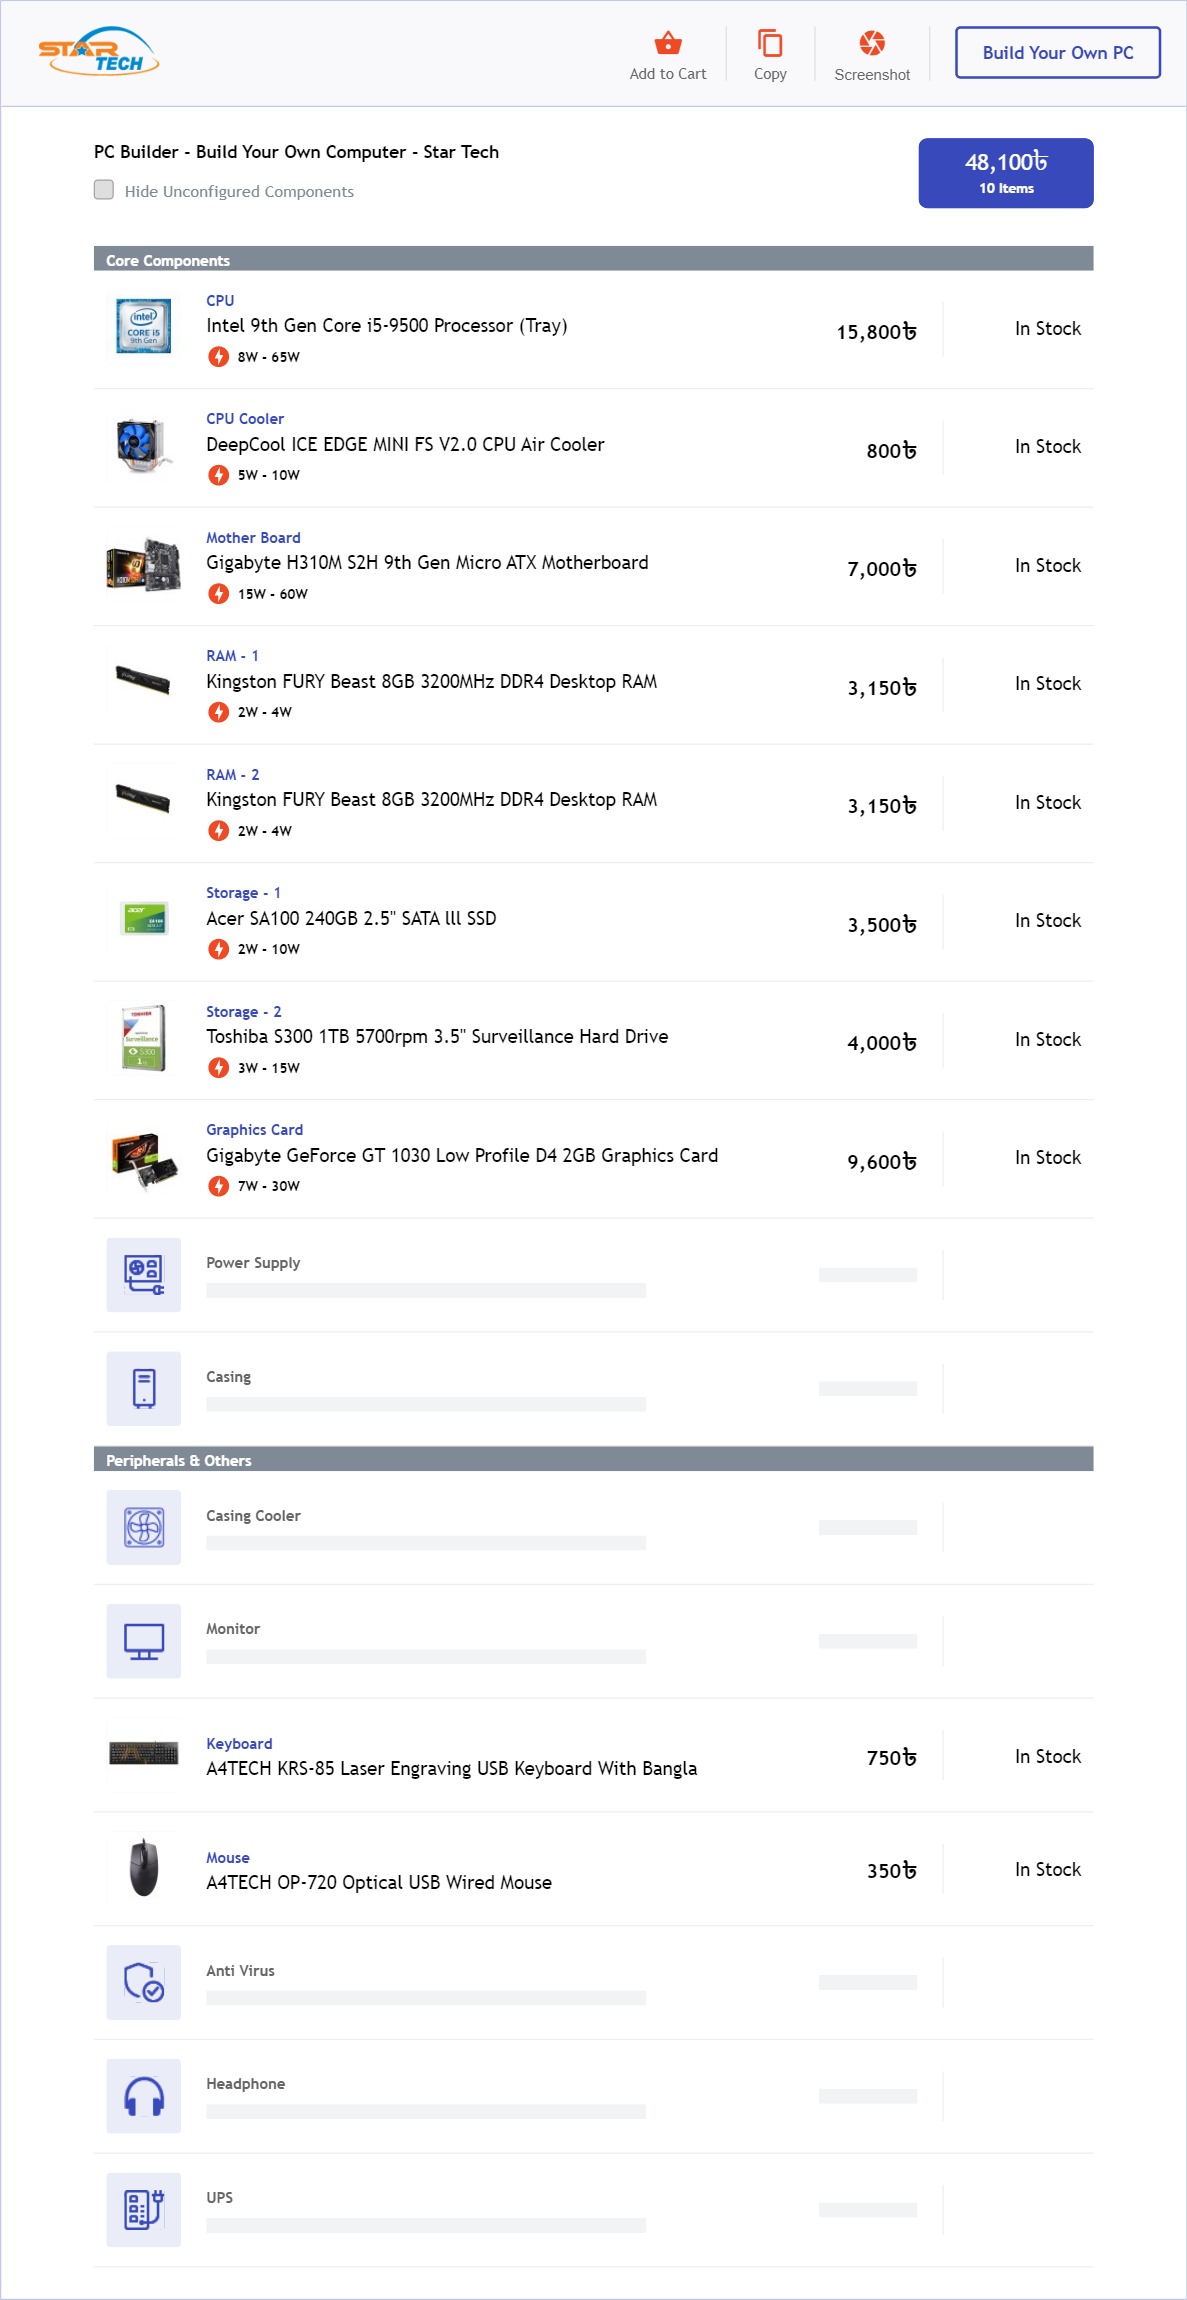 STAR
TECH
Add to Cart
Copy
Screenshot
Build Your Own PC
PC Builder - Build Your Own Computer - Star Tech
Hide Unconfigured Components
48,100৳
10 Items
Core Components
intel
CORE i5
9th Gen
CPU
Intel 9th Gen Core i5-9500 Processor (Tray)
8W - 65W
15,800৳
In Stock
CPU Cooler
DeepCool ICE EDGE MINI FS V2.0 CPU Air Cooler
5W - 10W
800৳
In Stock
Mother Board
Gigabyte H310M S2H 9th Gen Micro ATX Motherboard
15W - 60W
7,000৳
In Stock
RAM - 1
Kingston FURY Beast 8GB 3200MHz DDR4 Desktop RAM
2W - 4W
3,150৳
In Stock
RAM - 2
Kingston FURY Beast 8GB 3200MHz DDR4 Desktop RAM
2W - 4W
3,150৳
In Stock
acer
Storage - 1
Acer SA100 240GB 2.5" SATA lll SSD
2W - 10W
3,500৳
In Stock
TOSHIBA
Surveillance
S300
1
Storage - 2
Toshiba S300 1TB 5700rpm 3.5" Surveillance Hard Drive
3W - 15W
4,000৳
In Stock
Graphics Card
Gigabyte GeForce GT 1030 Low Profile D4 2GB Graphics Card
7W - 30W
9,600৳
In Stock
Power Supply
Casing
Peripherals & Others
Casing Cooler
Monitor
Keyboard
A4TECH KRS-85 Laser Engraving USB Keyboard With Bangla
750৳
In Stock
Mouse
A4TECH OP-720 Optical USB Wired Mouse
350৳
In Stock
Anti Virus
Headphone
UPS